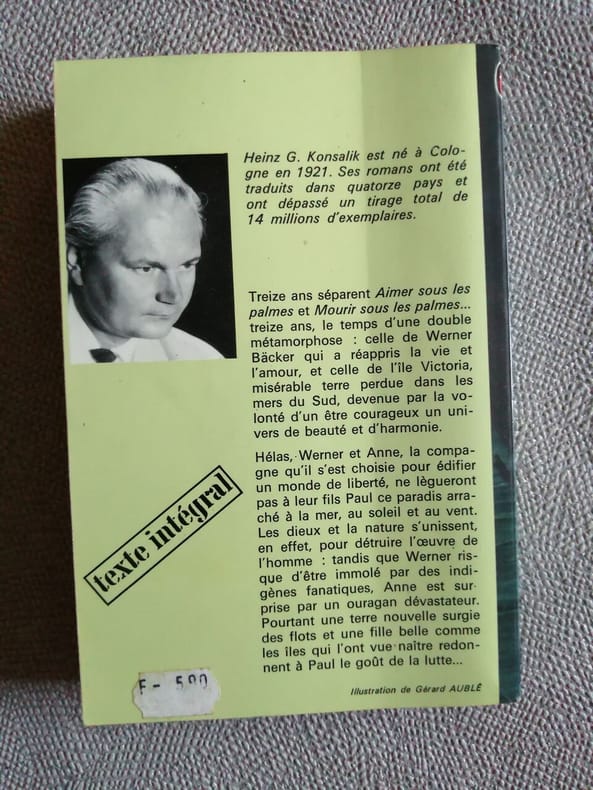 Heinz G. Konsalik est né à Colo-
gne en 1921. Ses romans ont été
traduits dans quatorze pays et
ont dépassé un tirage total de
14 millions d'exemplaires.
Treize ans séparent Aimer sous les
palmes et Mourir sous les palmes...
treize ans, le temps d'une double
métamorphose : celle de Werner
Bäcker qui a réappris la vie et
l'amour, et celle de l'île Victoria,
misérable terre perdue dans les
mers du Sud, devenue par la vo-
lonté d'un être courageux un uni-
vers de beauté et d'harmonie.
Hélas, Werner et Anne, la compa-
gne qu'il s'est choisie pour édifier
un monde de liberté, ne lègueront
pas à leur fils Paul ce paradis arra-
ché à la mer, au soleil et au vent.
Les dieux et la nature s'unissent,
en effet, pour détruire l'œuvre de
l'homme : tandis que Werner ris-
que d'être immolé par des indi-
gènes fanatiques, Anne est sur-
prise par un ouragan dévastateur.
Pourtant une terre nouvelle surgie
des flots et une fille belle comme
les îles qui l'ont vue naître redon-
nent à Paul le goût de la lutte...
texte intégral
F- 5.90
Illustration de Gérard AUBLÉ